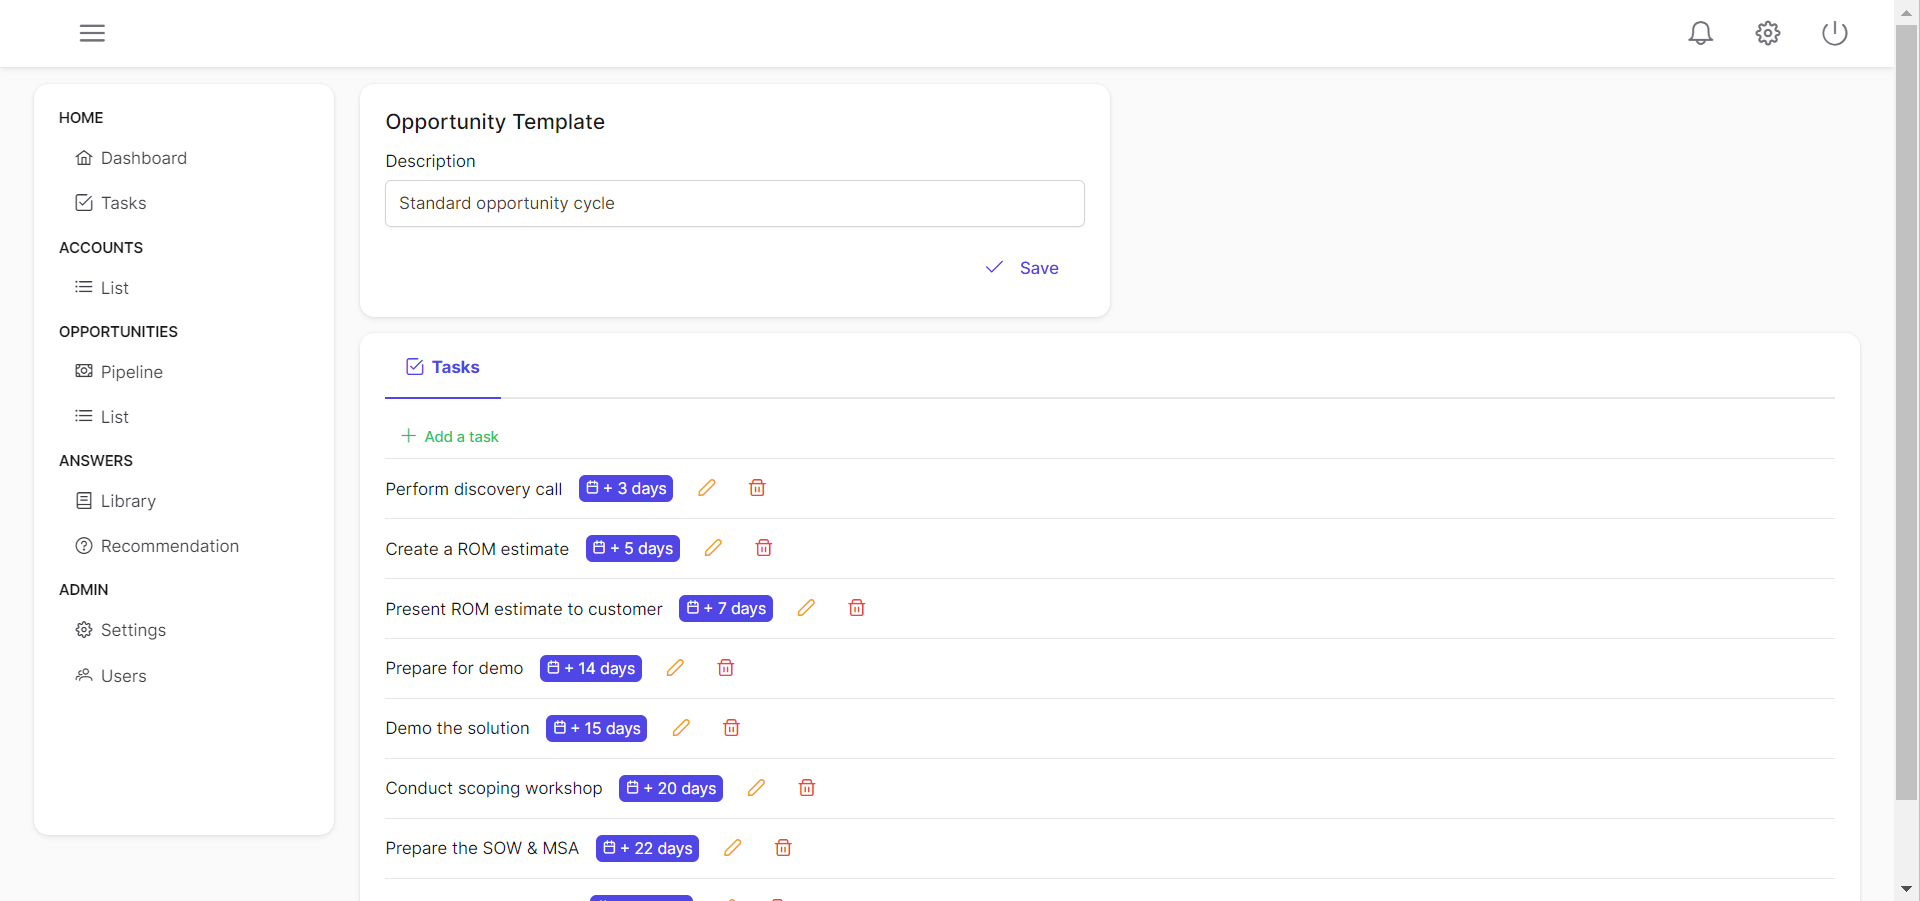 HOME
Dashboard
Tasks
ACCOUNTS
List
OPPORTUNITIES
Pipeline
List
ANSWERS
Library
Recommendation
ADMIN
Settings
Users
Opportunity Template
Description
Standard opportunity cycle
Save
Tasks
+ Add a task
Perform discovery call + 3 days
Create a ROM estimate + 5 days
Present ROM estimate to customer + 7 days
Prepare for demo + 14 days
Demo the solution + 15 days
Conduct scoping workshop + 20 days
Prepare the SOW & MSA + 22 days